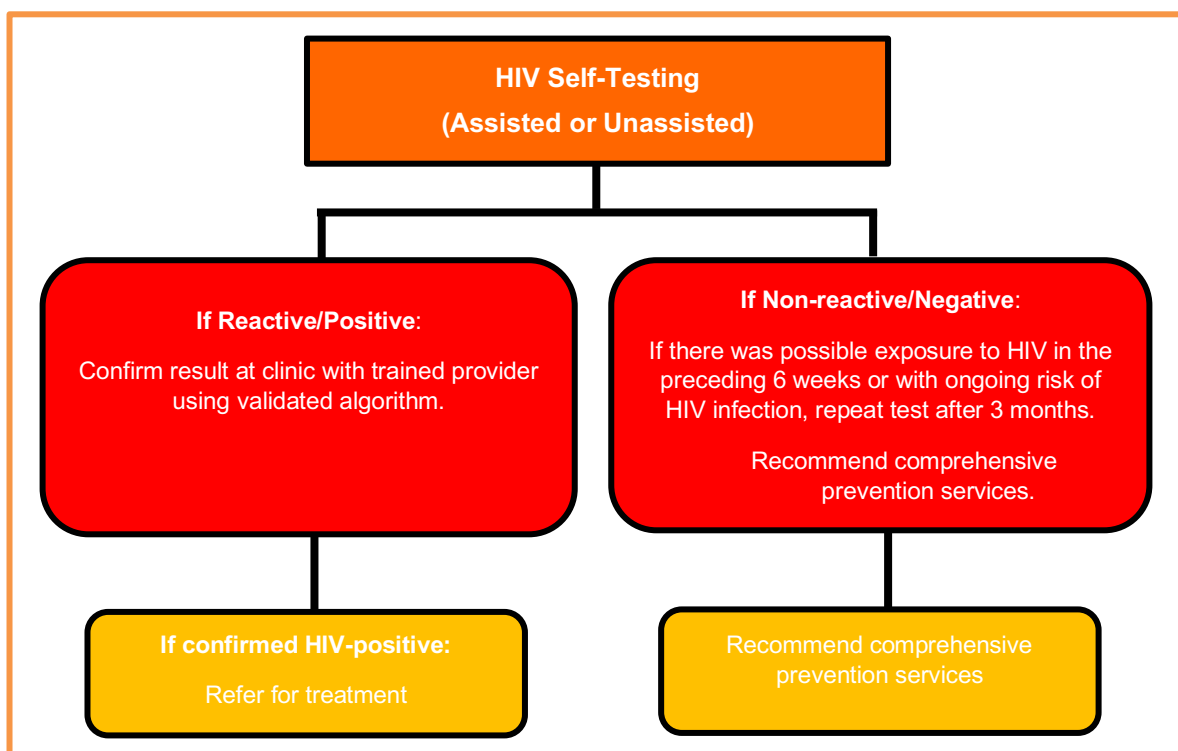 HIV Self-Testing
(Assisted or Unassisted)
If Reactive/Positive:
Confirm result at clinic with trained provider
using validated algorithm.
If Non-reactive/Negative:
If there was possible exposure to HIV in the
preceding 6 weeks or with ongoing risk of
HIV infection, repeat test after 3 months.
Recommend comprehensive
prevention services.
If confirmed HIV-positive:
Refer for treatment
Recommend comprehensive
prevention services